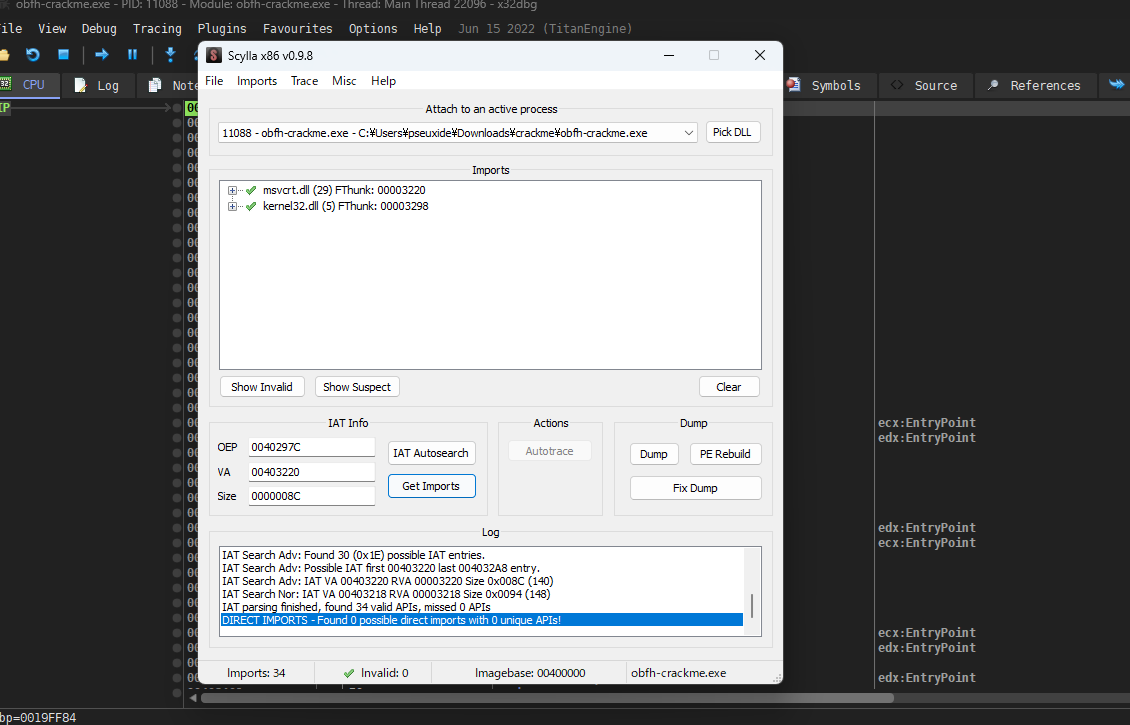 obfh-crackme.exe - PID: 11088 - Module: obfh-crackme.exe - Thread: Main Thread 22096 - x32dbg
ile View Debug Tracing Plugins Favourites Options Help Jun 15 2022 (TitanEngine)
Scylla x86 v0.9.8
File Imports Trace Misc Help
32 CPU Log Note Symbols Source References
IP
Attach to an active process
11088 - obfh-crackme.exe - C:¥Users¥pseuxide¥Downloads¥crackme¥obfh-crackme.exe Pick DLL
Imports
msvcrt.dll (29) FThunk: 00003220
kernel32.dll (5) FThunk: 00003298
Show Invalid Show Suspect Clear
IAT Info Actions Dump
OEP 0040297C IAT Autosearch Autotrace Dump PE Rebuild
VA 00403220
Size 0000008C Get Imports Fix Dump
Log
IAT Search Adv: Found 30 (0x1E) possible IAT entries.
IAT Search Adv: Possible IAT first 00403220 last 004032A8 entry.
IAT Search Adv: IAT VA 00403220 RVA 00003220 Size 0x008C (140)
IAT Search Nor: IAT VA 00403218 RVA 00003218 Size 0x0094 (148)
IAT parsing finished, found 34 valid APIs, missed 0 APIs
DIRECT IMPORTS - Found 0 possible direct imports with 0 unique APIs!
Imports: 34 Invalid: 0 Imagebase: 00400000 obfh-crackme.exe
ecx:EntryPoint
edx:EntryPoint
edx:EntryPoint
ecx:EntryPoint
ecx:EntryPoint
edx:EntryPoint
edx:EntryPoint
bp=0019FF84